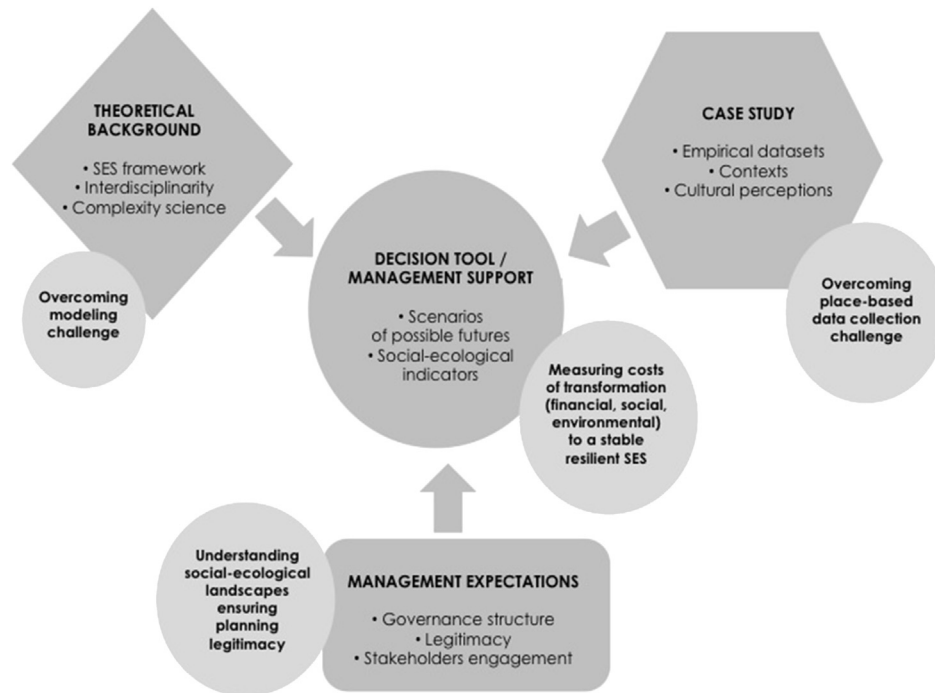 THEORETICAL
BACKGROUND
• SES framework
• Interdisciplinarity
• Complexity science
Overcoming
modeling
challenge
CASE STUDY
• Empirical datasets
• Contexts
• Cultural perceptions
Overcoming
place-based
data collection
challenge
DECISION TOOL /
MANAGEMENT SUPPORT
• Scenarios
of possible futures
• Social-ecological
indicators
Measuring costs
of transformation
(financial, social,
environmental)
to a stable
resilient SES
Understanding
social-ecological
landscapes
ensuring
planning
legitimacy
MANAGEMENT EXPECTATIONS
• Governance structure
• Legitimacy
• Stakeholders engagement